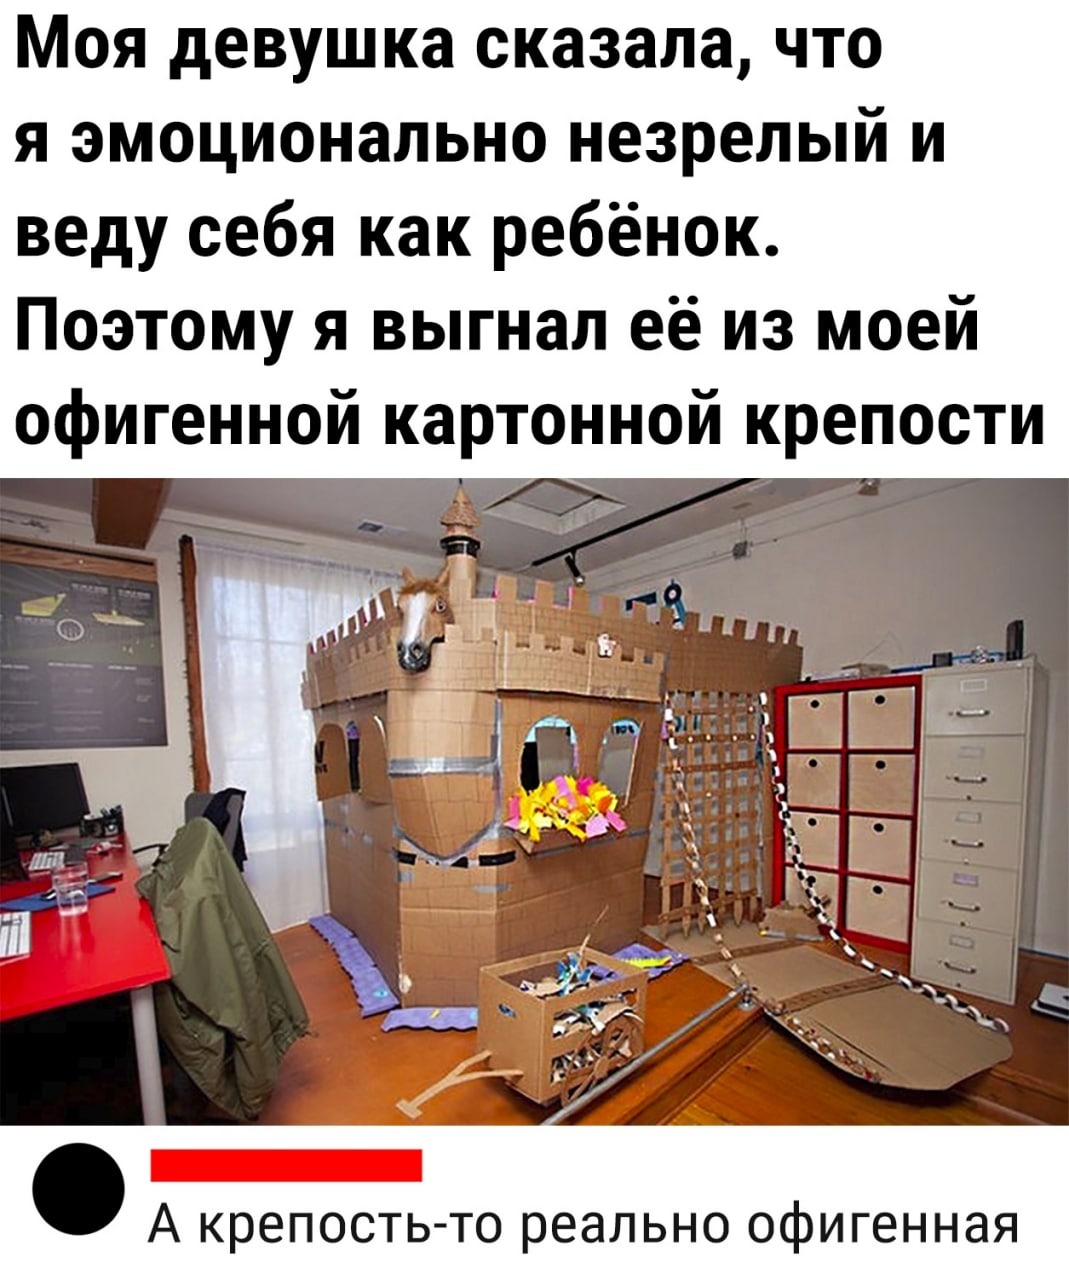 Моя девушка сказала, что
я эмоционально незрелый и
веду себя как ребёнок.
Поэтому я выгнал её из моей
офигенной картонной крепости
А крепость-то реально офигенная